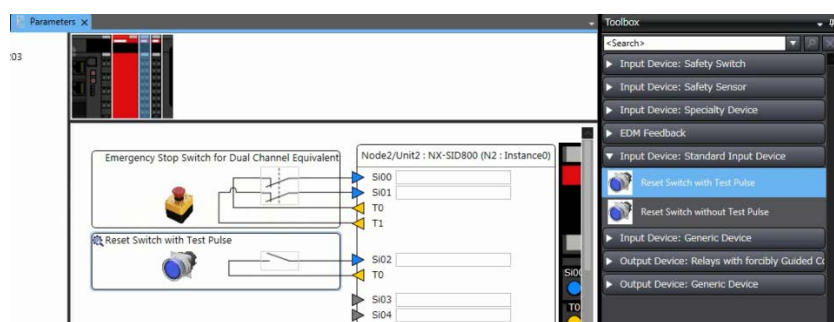 Parameters
Toolbox
:03
<Search>
Input Device: Safety Switch
Input Device: Safety Sensor
Input Device: Specialty Device
EDM Feedback
Input Device: Standard Input Device
Reset Switch with Test Pulse
Reset Switch without Test Pulse
Input Device: Generic Device
Output Device: Relays with forcibly Guided Co
Output Device: Generic Device
Emergency Stop Switch for Dual Channel Equivalent
Node2/Unit2 : NX-SID800 (N2 : Instance0)
Si00
Si01
T0
T1
Reset Switch with Test Pulse
Si02
T0
Si03
Si04
Si00
T0